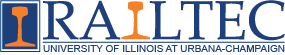 RAILTEC
UNIVERSITY OF ILLINOIS AT URBANA-CHAMPAIGN